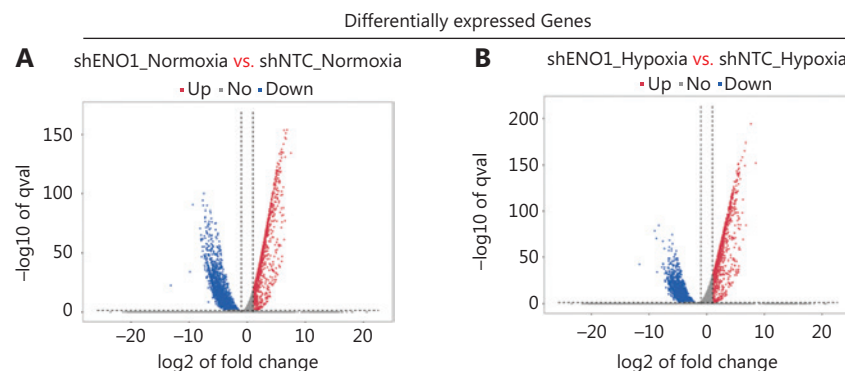 Differentially expressed Genes
A
shENO1_Normoxia vs. shNTC_Normoxia
Up No Down
150
100
50
0
–log10 of qval
–20 –10 0 10 20
log2 of fold change
B
shENO1_Hypoxia vs. shNTC_Hypoxia
Up No Down
200
150
100
50
0
–log10 of qval
–20 –10 0 10 20
log2 of fold change